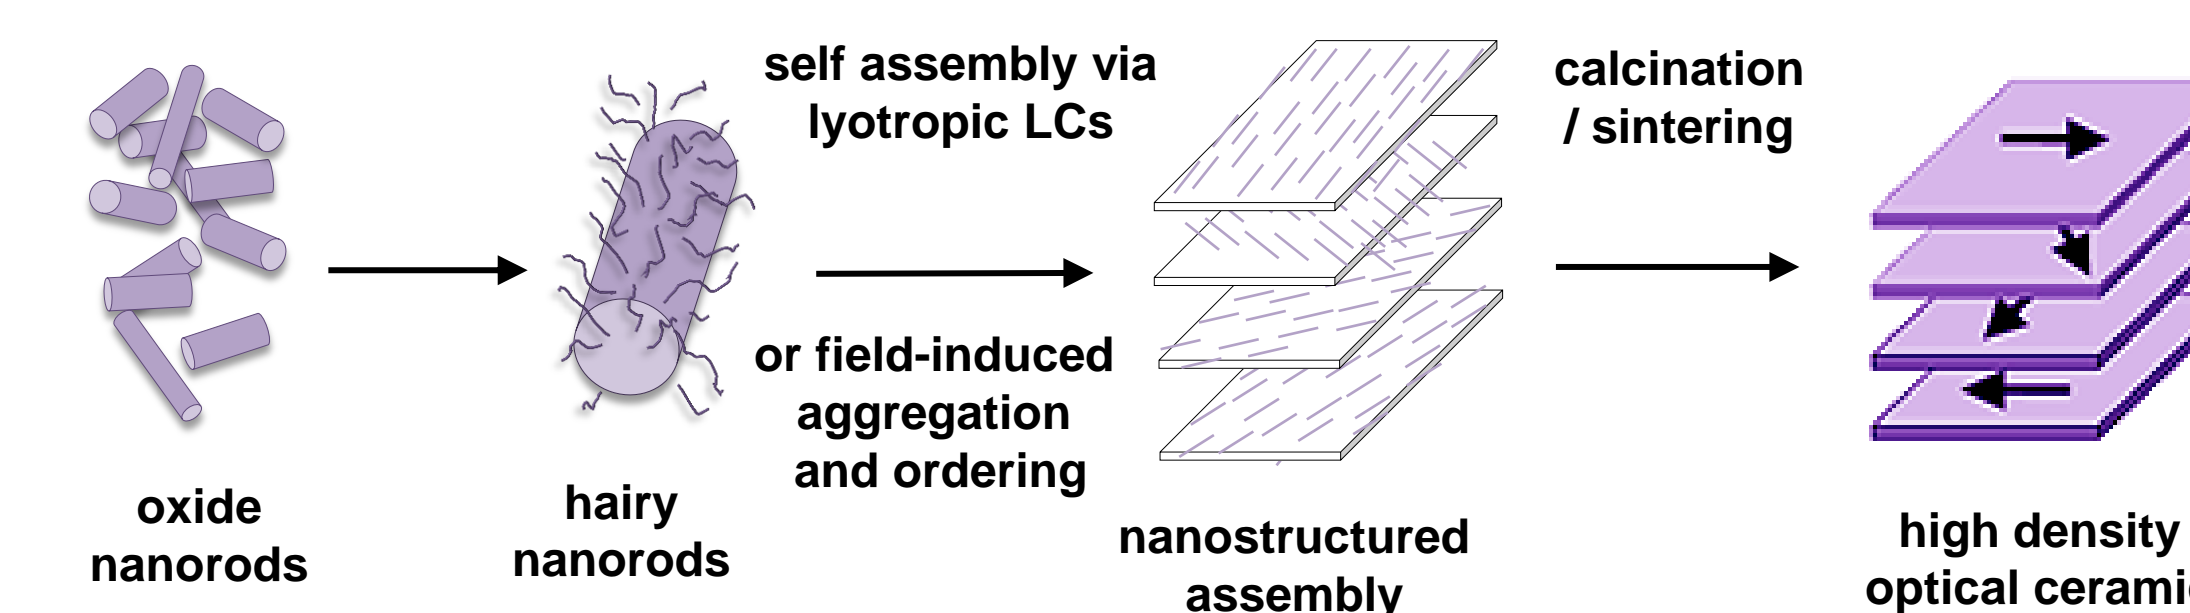 oxide
nanorods
hairy
nanorods
self assembly via
lyotropic LCs
or field-induced
aggregation
and ordering
nanostructured
assembly
calcination
/ sintering
high density
optical